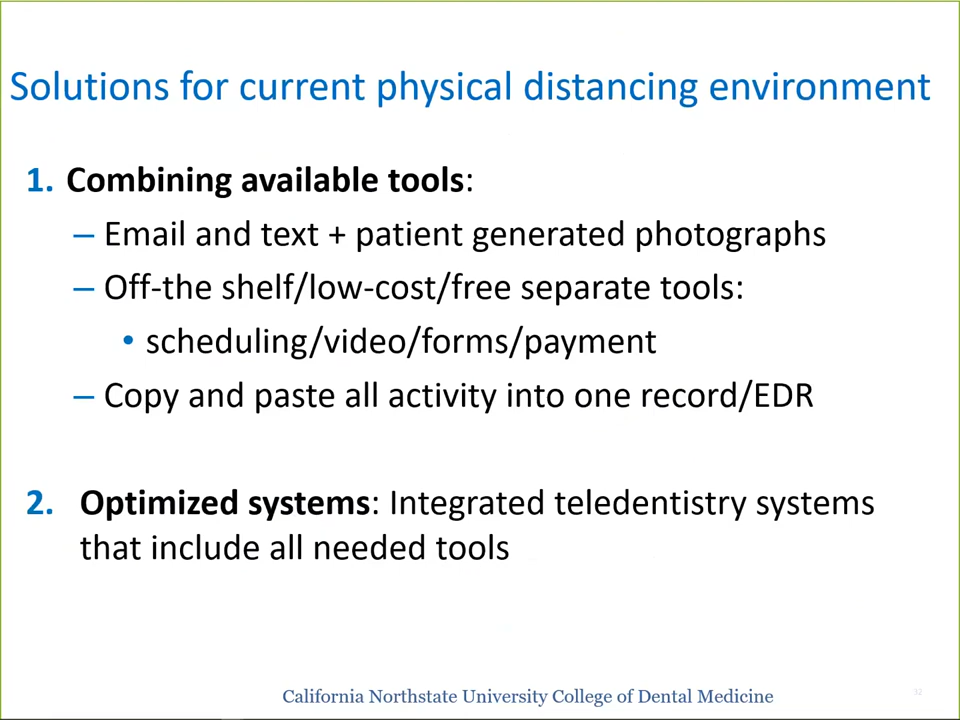 Solutions for current physical distancing environment
1. Combining available tools:
– Email and text + patient generated photographs
– Off-the shelf/low-cost/free separate tools:
• scheduling/video/forms/payment
– Copy and paste all activity into one record/EDR
2. Optimized systems: Integrated teledentistry systems
that include all needed tools
California Northstate University College of Dental Medicine
32